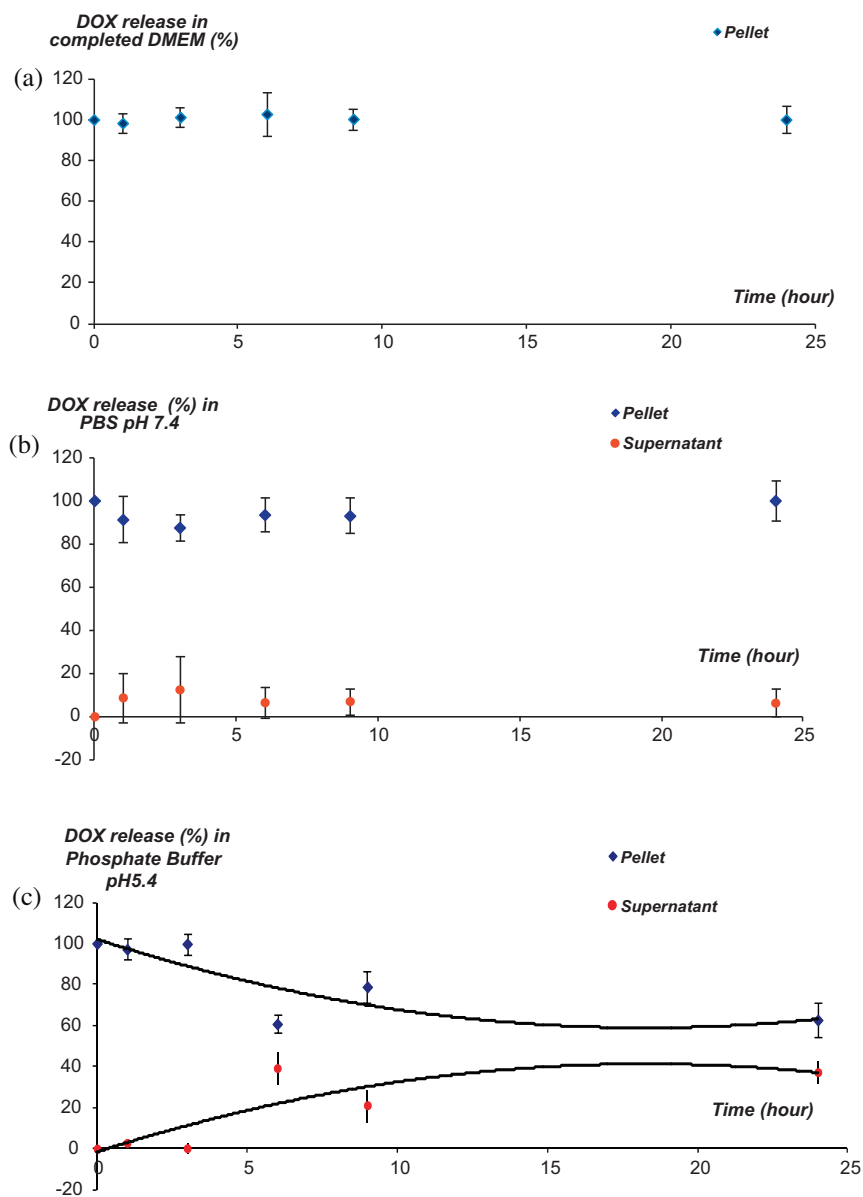 DOX release in
completed DMEM (%)
Pellet
(a)
120
100
80
60
40
20
0
Time (hour)
0 5 10 15 20 25
DOX release (%) in
PBS pH 7.4
Pellet
Supernatant
(b)
120
100
80
60
40
20
0
-20
Time (hour)
0 5 10 15 20 25
DOX release (%) in
Phosphate Buffer
pH5.4
Pellet
Supernatant
(c)
120
100
80
60
40
20
0
-20
Time (hour)
0 5 10 15 20 25